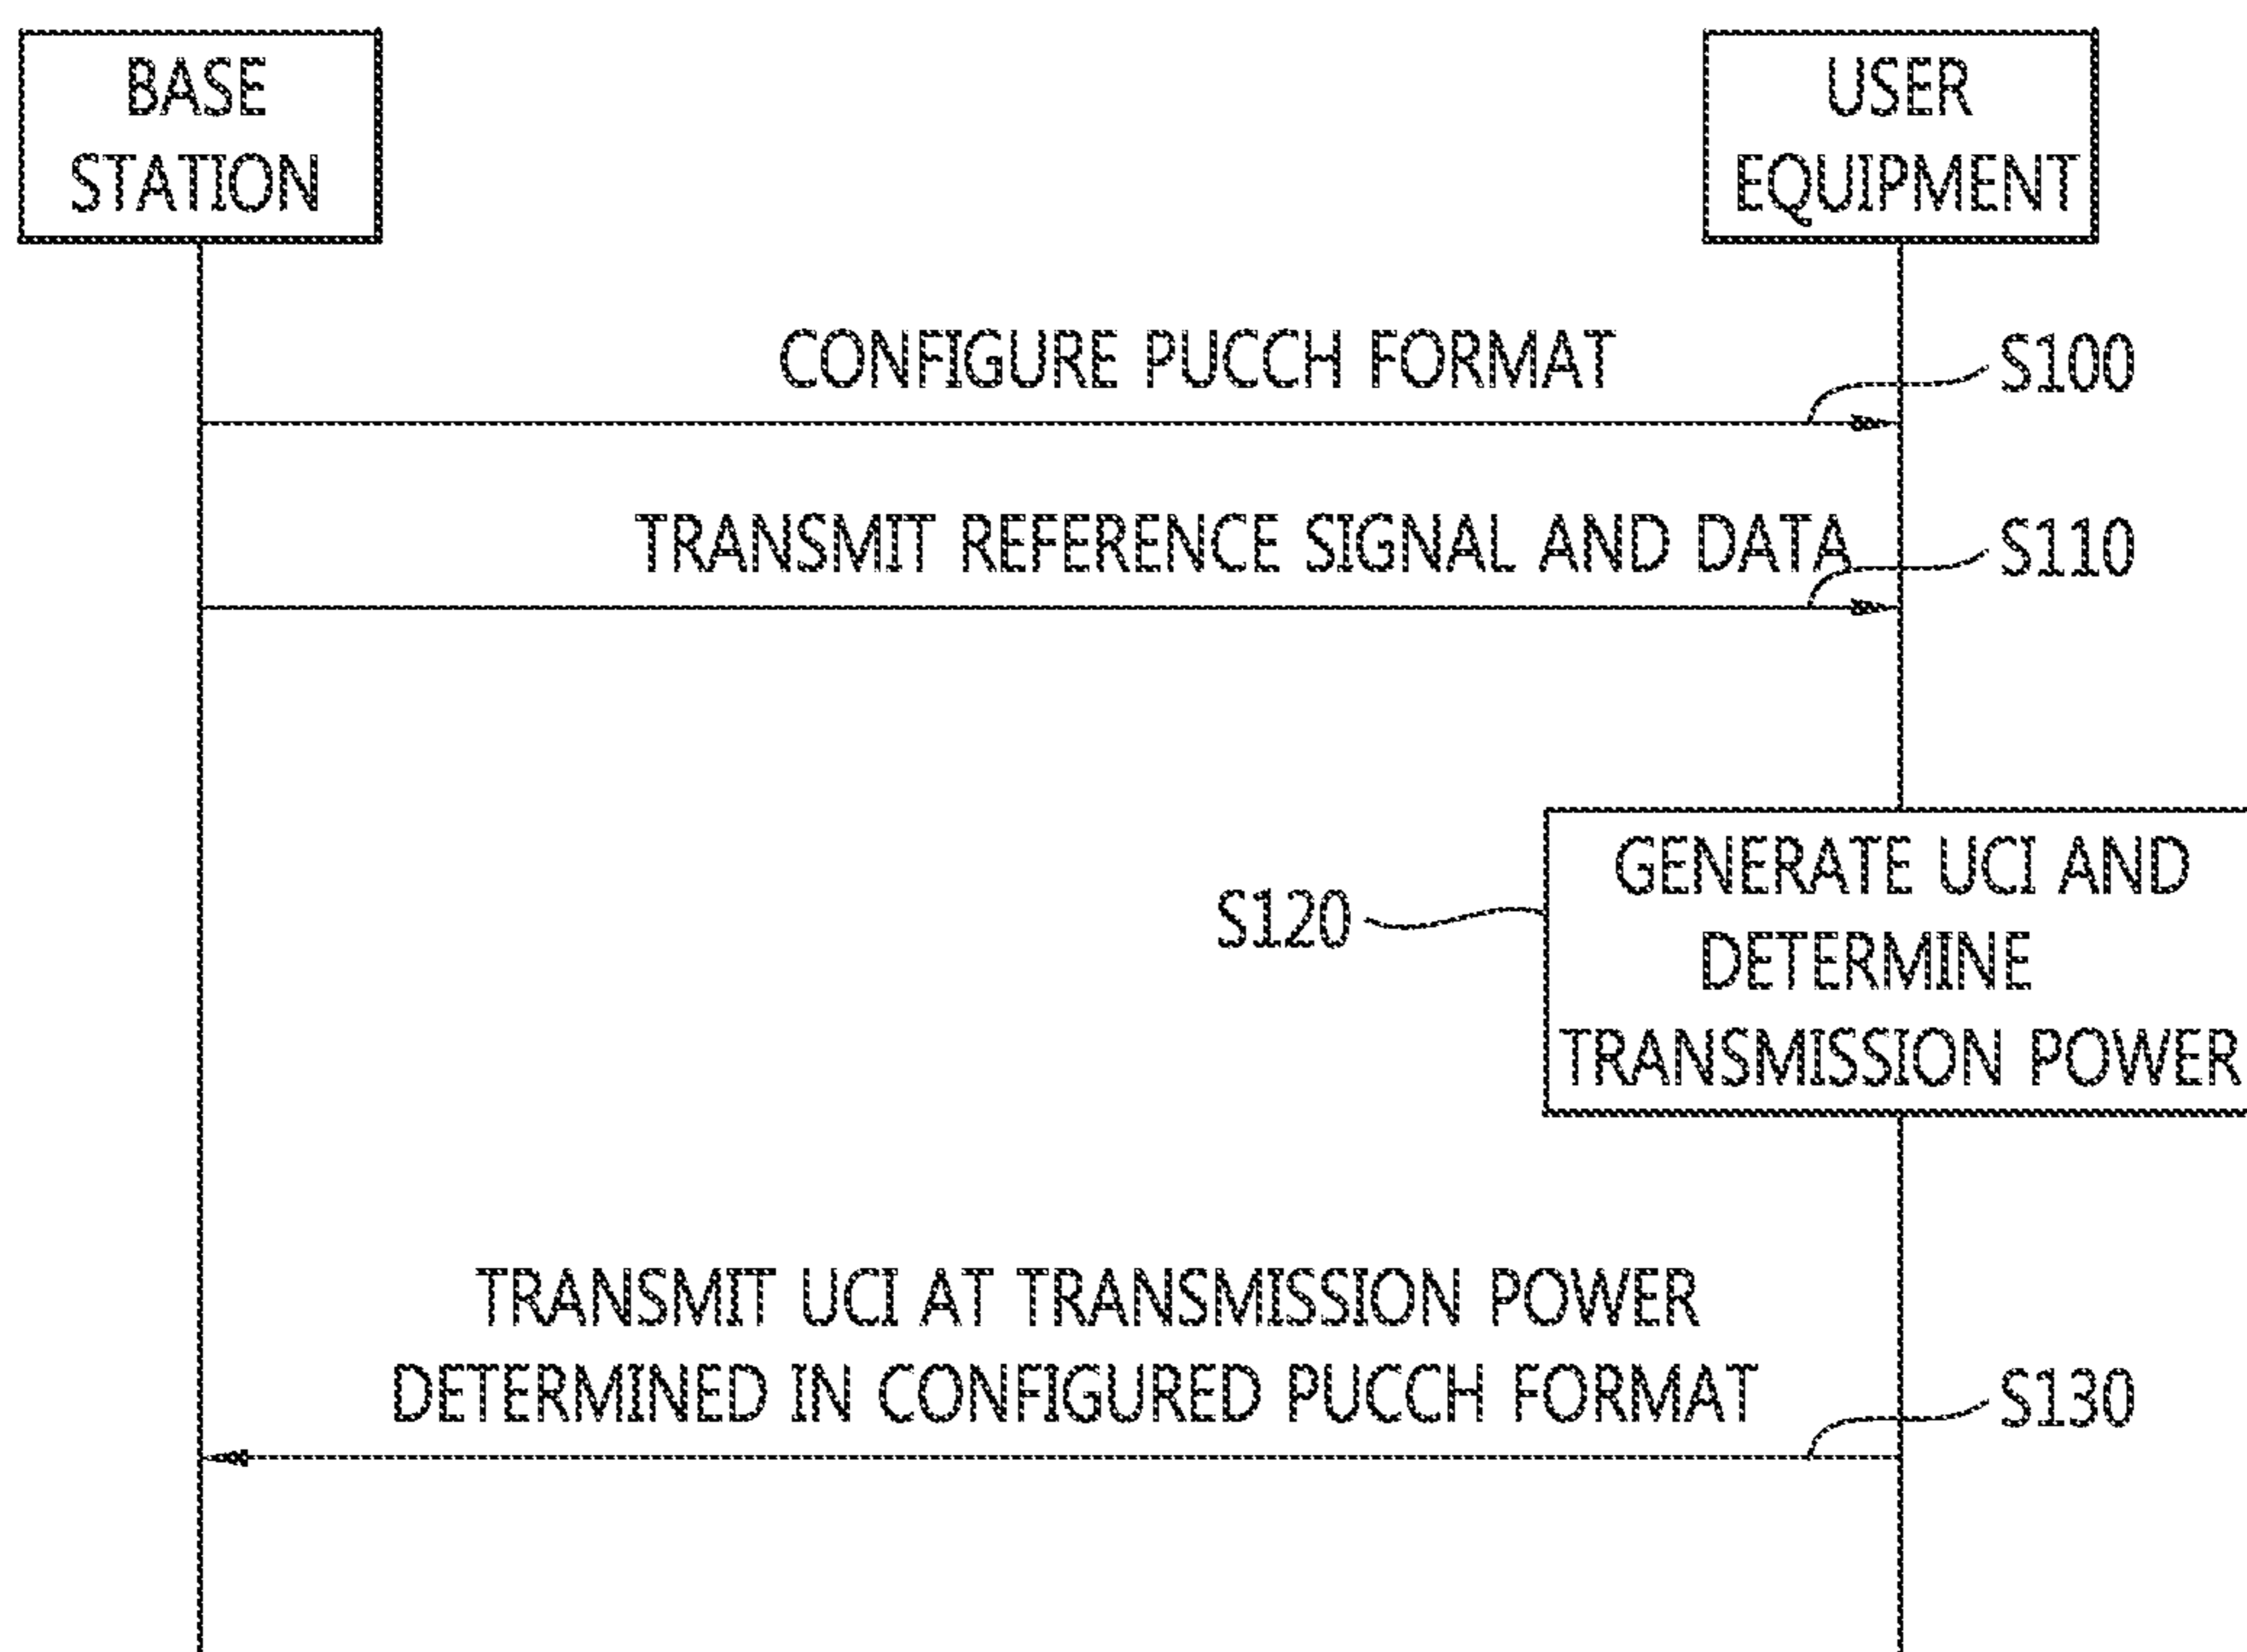 BASE
STATION
USER
EQUIPMENT
CONFIGURE PUCCH FORMAT
S100
TRANSMIT REFERENCE SIGNAL AND DATA
S110
S120
GENERATE UCI AND
DETERMINE
TRANSMISSION POWER
TRANSMIT UCI AT TRANSMISSION POWER
DETERMINED IN CONFIGURED PUCCH FORMAT
S130